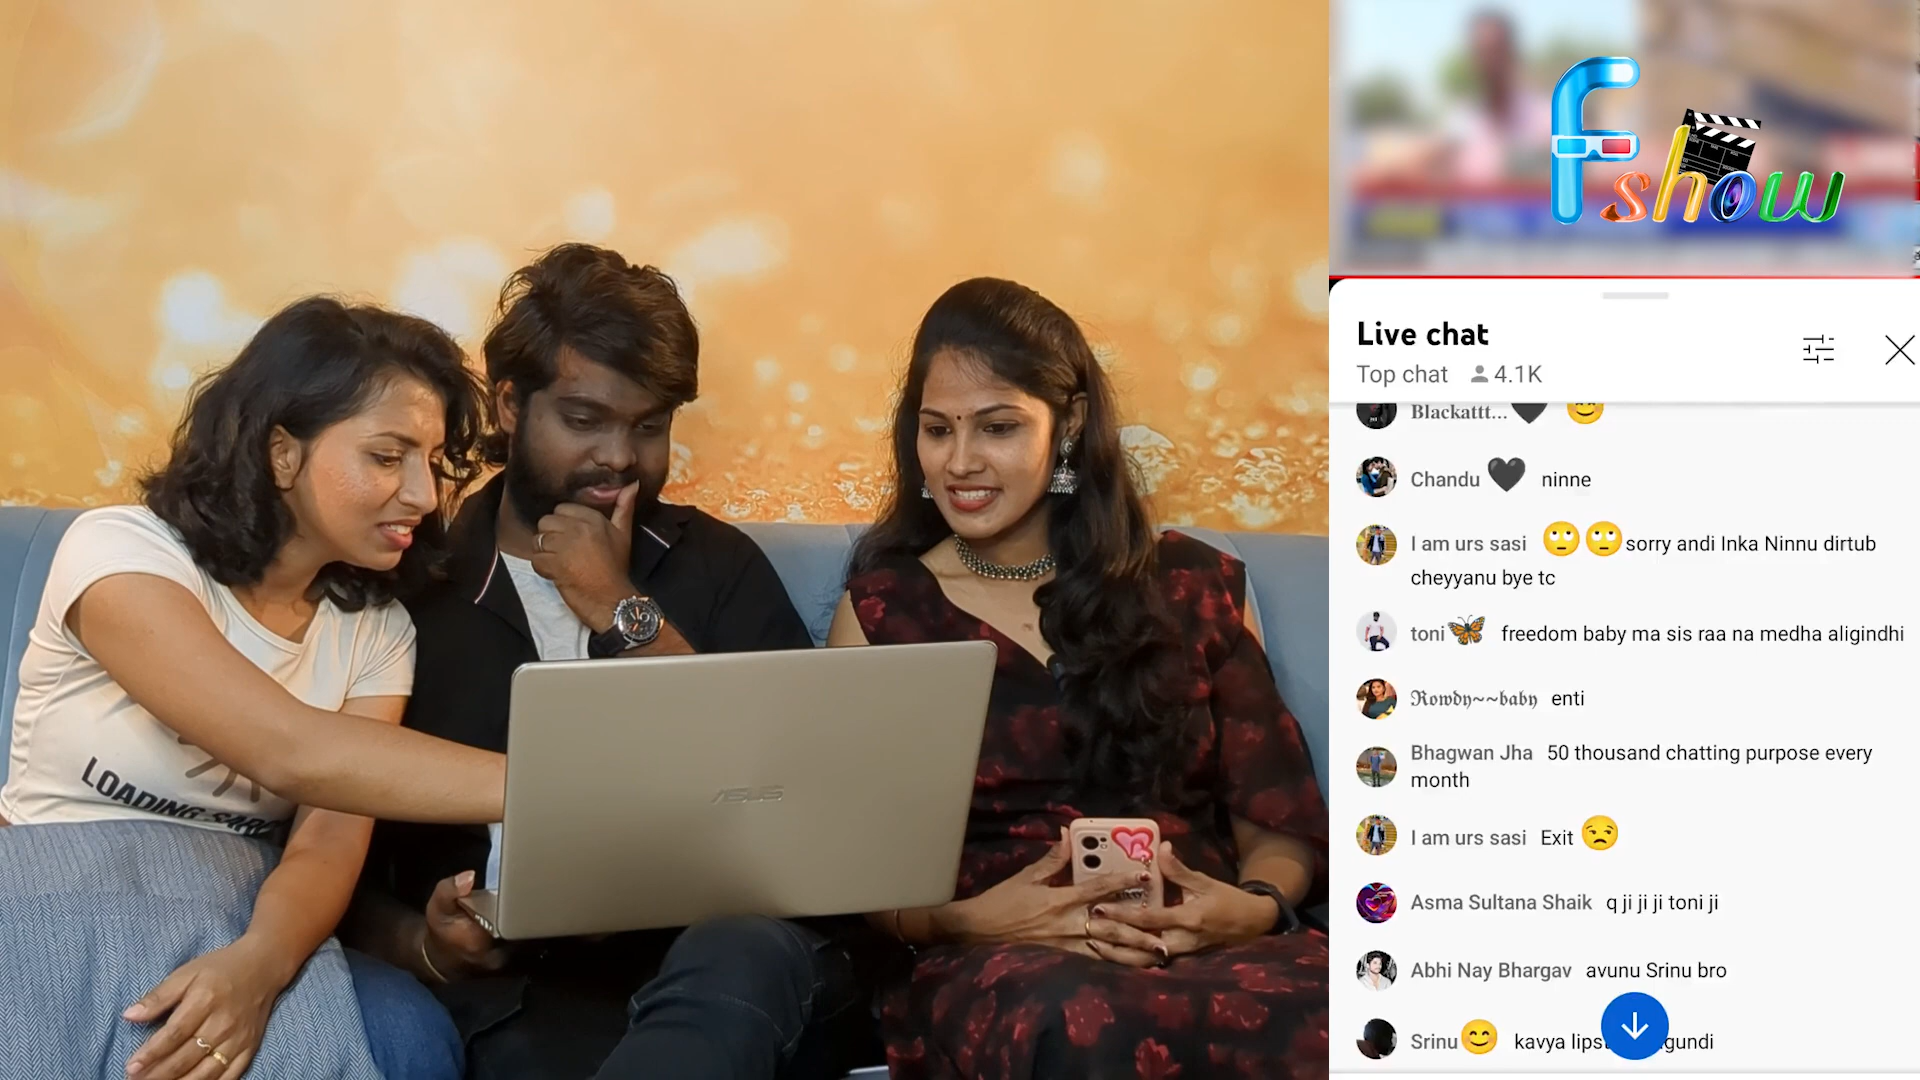 LOADING
ASUS
Fshow
Live chat
Top chat 4.1K
Blackattt...🖤 😊
Chandu🖤 ninne
I am urs sasi 🙄🙄sorry andi Inka Ninnu dirtub
cheyyanu bye tc
toni🦋 freedom baby ma sis raa na medha aligindhi
ℜowdy~~baby enti
Bhagwan Jha 50 thousand chatting purpose every
month
I am urs sasi Exit 😒
Asma Sultana Shaik q ji ji ji toni ji
Abhi Nay Bhargav avunu Srinu bro
Srinu😊 kavya